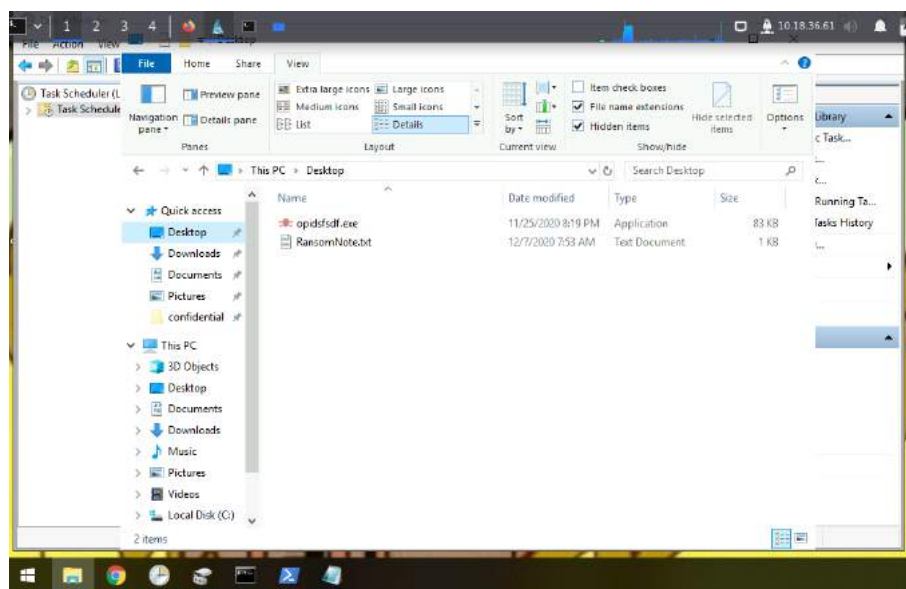 1 2 3 4 10.18.36.61
File Action View
File Home Share View
Task Scheduler (L
Task Schedule
Navigation pane
Preview pane
Details pane
Panes
Extra large icons Large icons
Medium icons Small icons
List Details
Layout
Sort by
Current view
Item check boxes
File name extensions
Hidden items
Hide selected items
Show/hide
Options
Library
c Task...
Running Ta...
Tasks History
This PC > Desktop
Search Desktop
Name Date modified Type Size
opidsfsdf.exe 11/25/2020 8:19 PM Application 83 KB
RansomNote.txt 12/7/2020 7:53 AM Text Document 1 KB
Quick access
Desktop
Downloads
Documents
Pictures
confidential
This PC
3D Objects
Desktop
Documents
Downloads
Music
Pictures
Videos
Local Disk (C:)
2 items